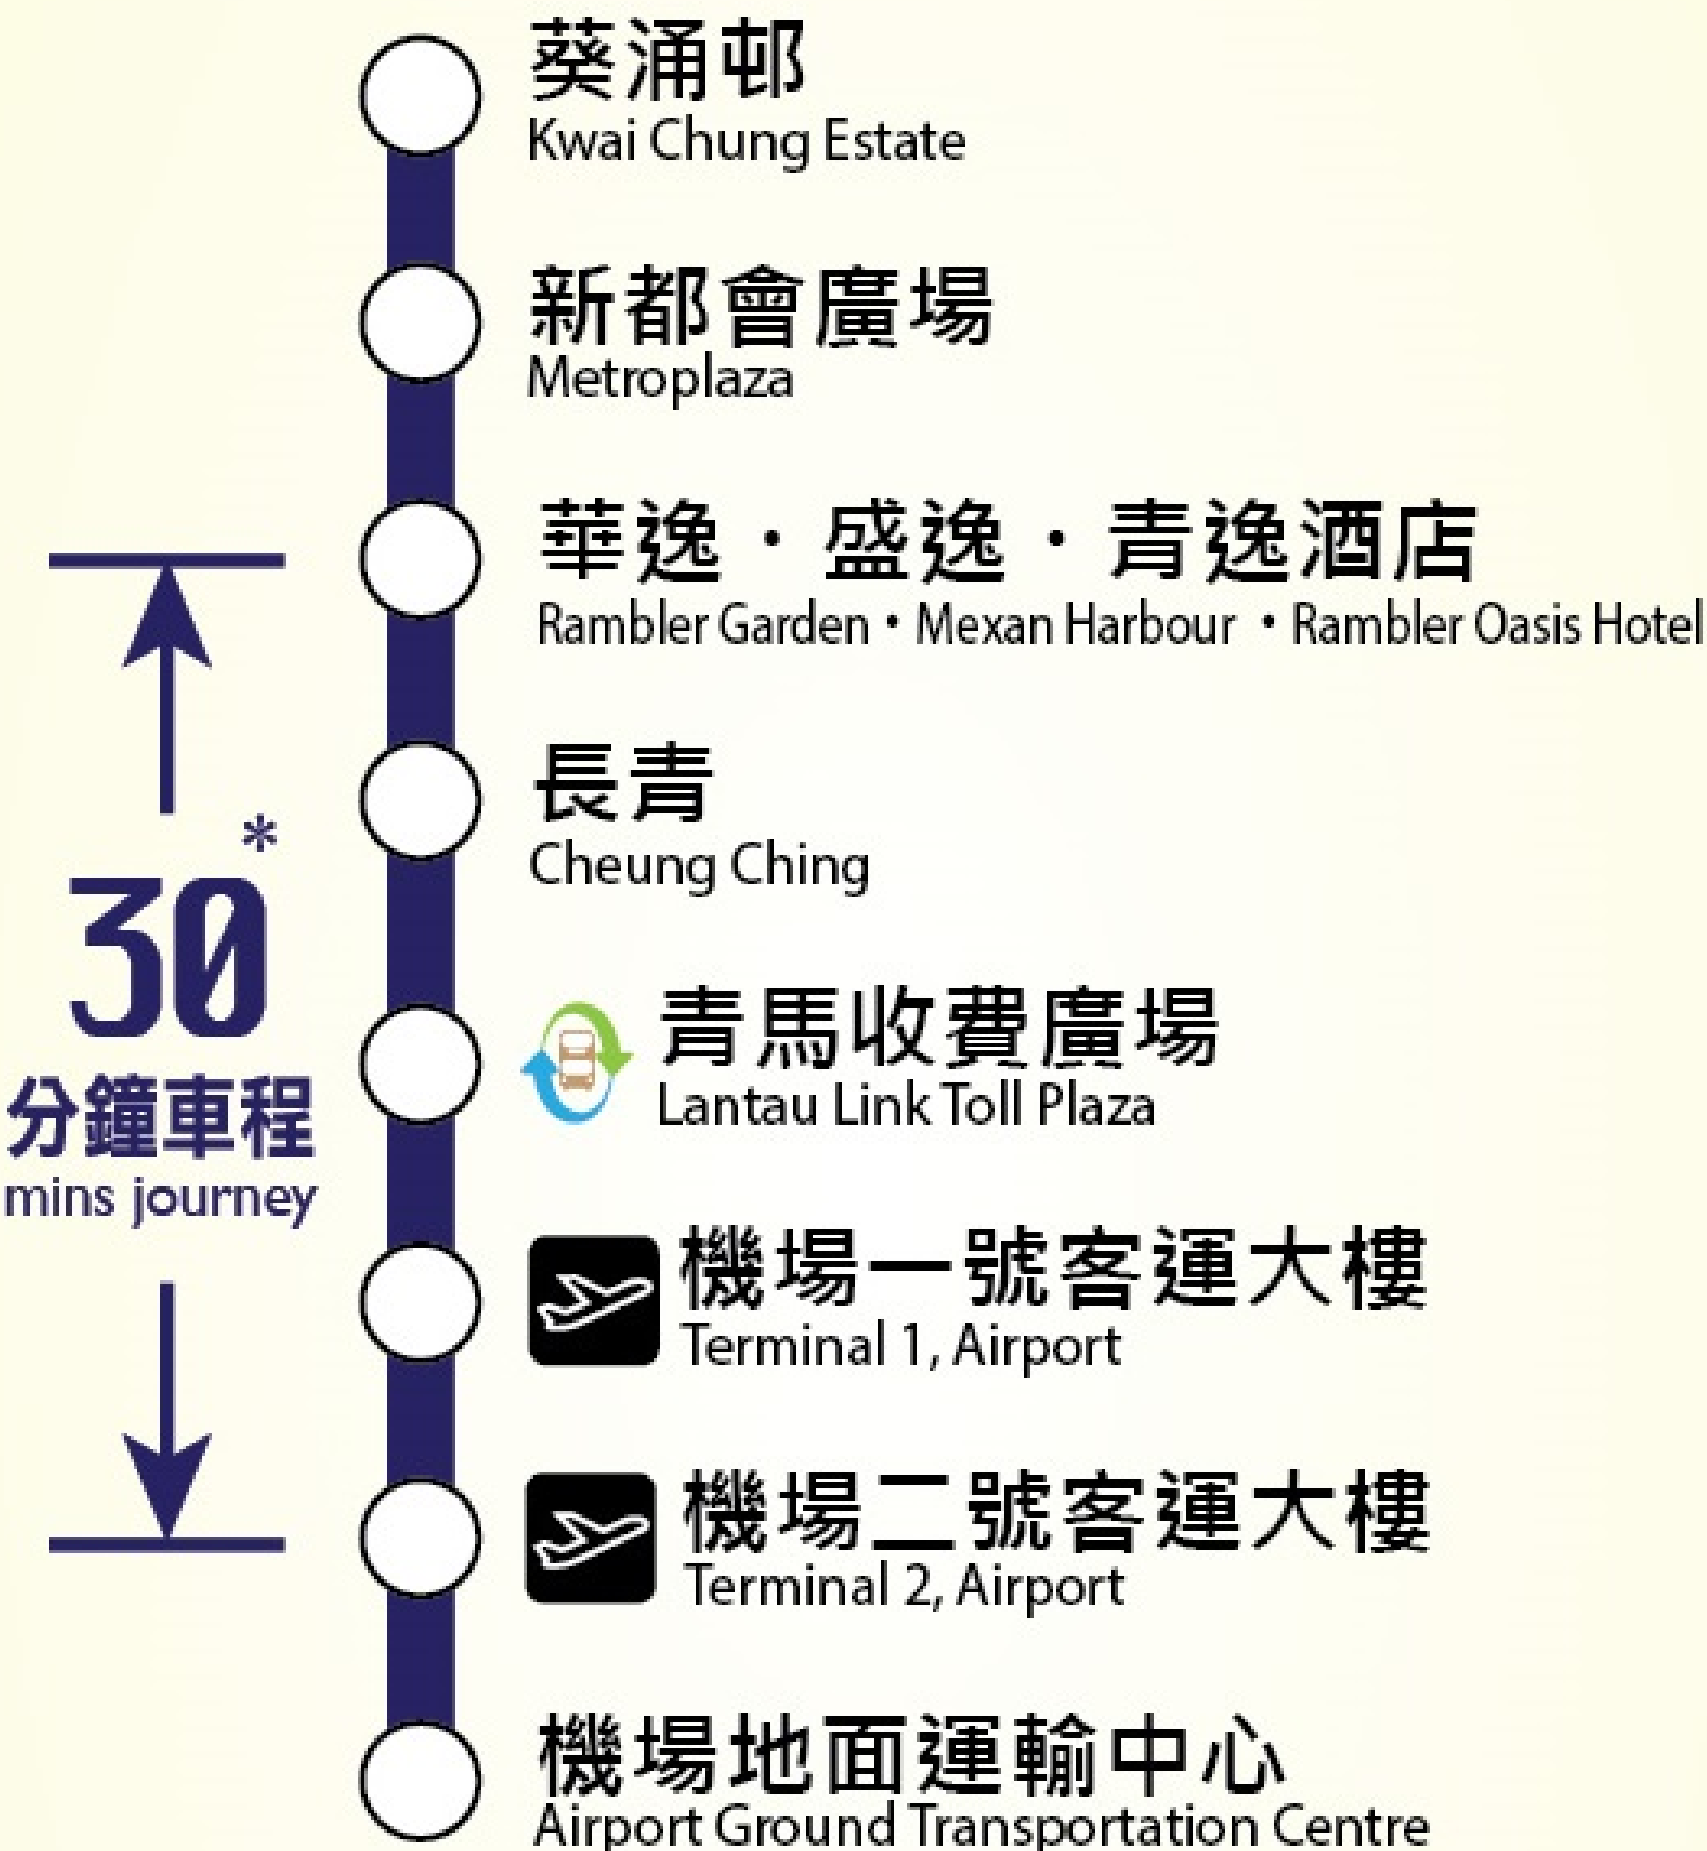 葵涌邨
Kwai Chung Estate
新都會廣場
Metroplaza
華逸・盛逸・青逸酒店
Rambler Garden・Mexan Harbour・Rambler Oasis Hotel
長青
Cheung Ching
30*
分鐘車程
mins journey
青馬收費廣場
Lantau Link Toll Plaza
機場一號客運大樓
Terminal 1, Airport
機場二號客運大樓
Terminal 2, Airport
機場地面運輸中心
Airport Ground Transportation Centre